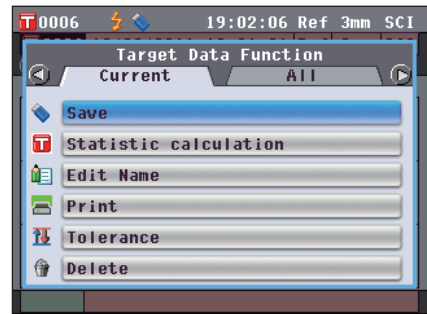 T0006 19:02:06 Ref 3mm SCI
Target Data Function
Current All
Save
T Statistic calculation
Edit Name
Print
Tolerance
Delete